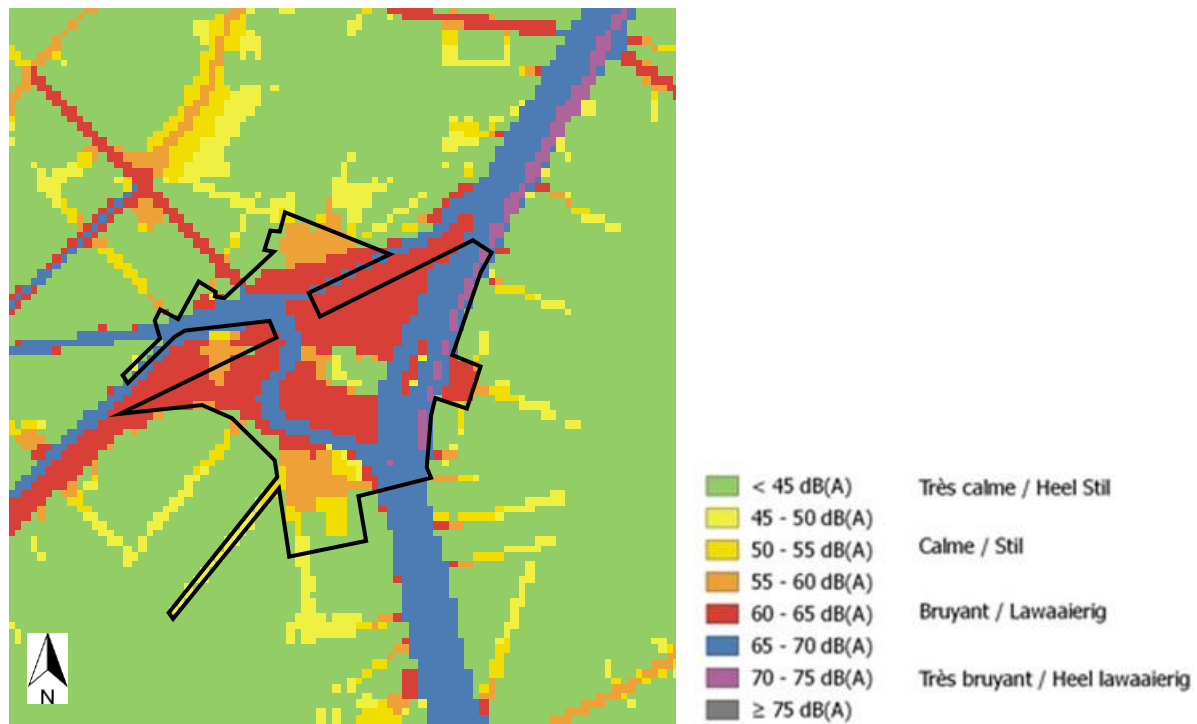 < 45 dB(A) Très calme / Heel Stil
45 - 50 dB(A)
50 - 55 dB(A) Calme / Stil
55 - 60 dB(A)
60 - 65 dB(A) Bruyant / Lawaaierig
65 - 70 dB(A)
70 - 75 dB(A) Très bruyant / Heel lawaaierig
≥ 75 dB(A)
N